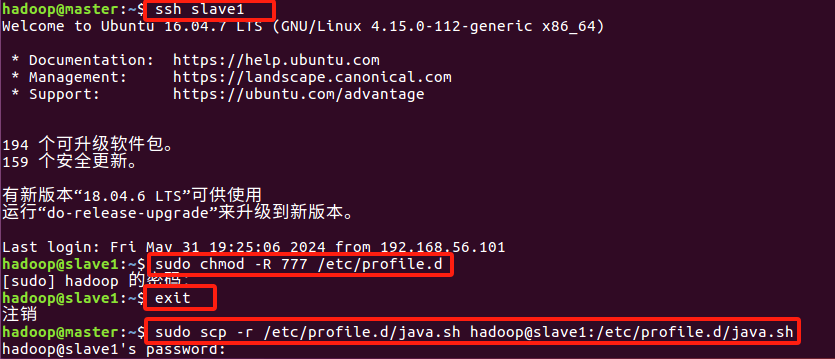 hadoop@master:~$ ssh slave1
Welcome to Ubuntu 16.04.7 LTS (GNU/Linux 4.15.0-112-generic x86_64)
* Documentation:  https://help.ubuntu.com
* Management:     https://landscape.canonical.com
* Support:        https://ubuntu.com/advantage
194 个可升级软件包。
159 个安全更新。
有新版本“18.04.6 LTS”可供使用
运行“do-release-upgrade”来升级到新版本。
Last login: Fri May 31 19:25:06 2024 from 192.168.56.101
hadoop@slave1:~$ sudo chmod -R 777 /etc/profile.d
[sudo] hadoop 的密码：
hadoop@slave1:~$ exit
注销
hadoop@master:~$ sudo scp -r /etc/profile.d/java.sh hadoop@slave1:/etc/profile.d/java.sh
hadoop@slave1's password: